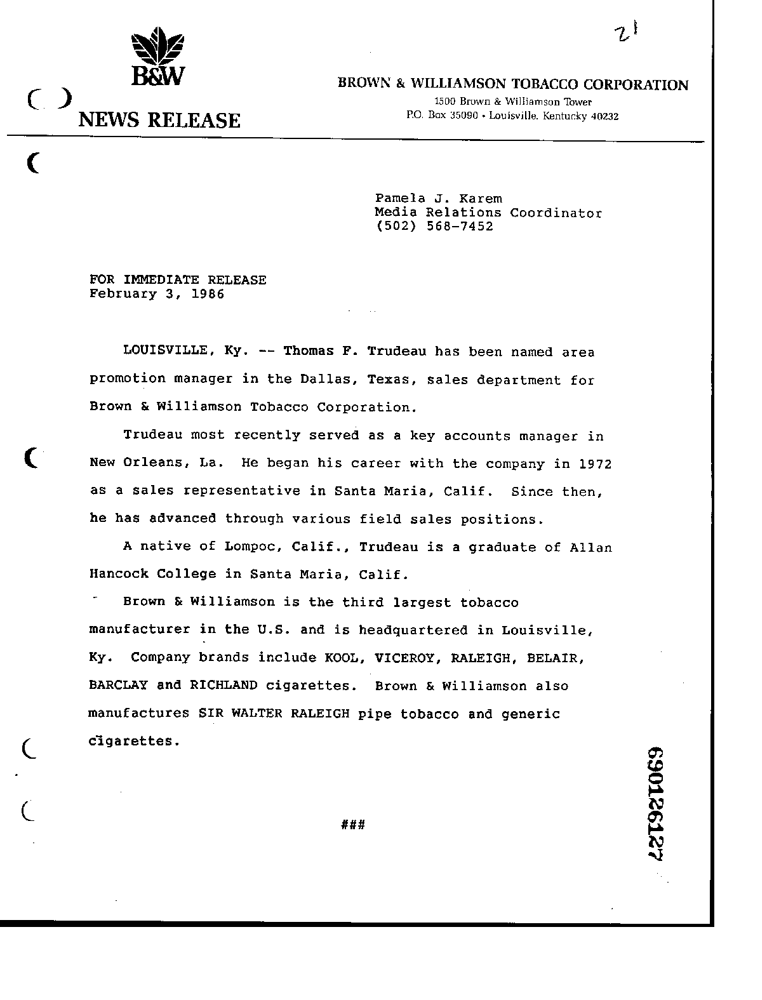 21
B&W
BROWN & WILLIAMSON TOBACCO CORPORATION
1500 Brown & Williamson Tower
P.O. Box 35090 • Louisville, Kentucky 40232
NEWS RELEASE
Pamela J. Karem
Media Relations Coordinator
(502) 568-7452
FOR IMMEDIATE RELEASE
February 3, 1986
LOUISVILLE, Ky. -- Thomas F. Trudeau has been named area
promotion manager in the Dallas, Texas, sales department for
Brown & Williamson Tobacco Corporation.
Trudeau most recently served as a key accounts manager in
New Orleans, La. He began his career with the company in 1972
as a sales representative in Santa Maria, Calif. Since then,
he has advanced through various field sales positions.
A native of Lompoc, Calif., Trudeau is a graduate of Allan
Hancock College in Santa Maria, Calif.
Brown & Williamson is the third largest tobacco
manufacturer in the U.S. and is headquartered in Louisville,
Ky. Company brands include KOOL, VICEROY, RALEIGH, BELAIR,
BARCLAY and RICHLAND cigarettes. Brown & Williamson also
manufactures SIR WALTER RALEIGH pipe tobacco and generic
cigarettes.
###
690126127